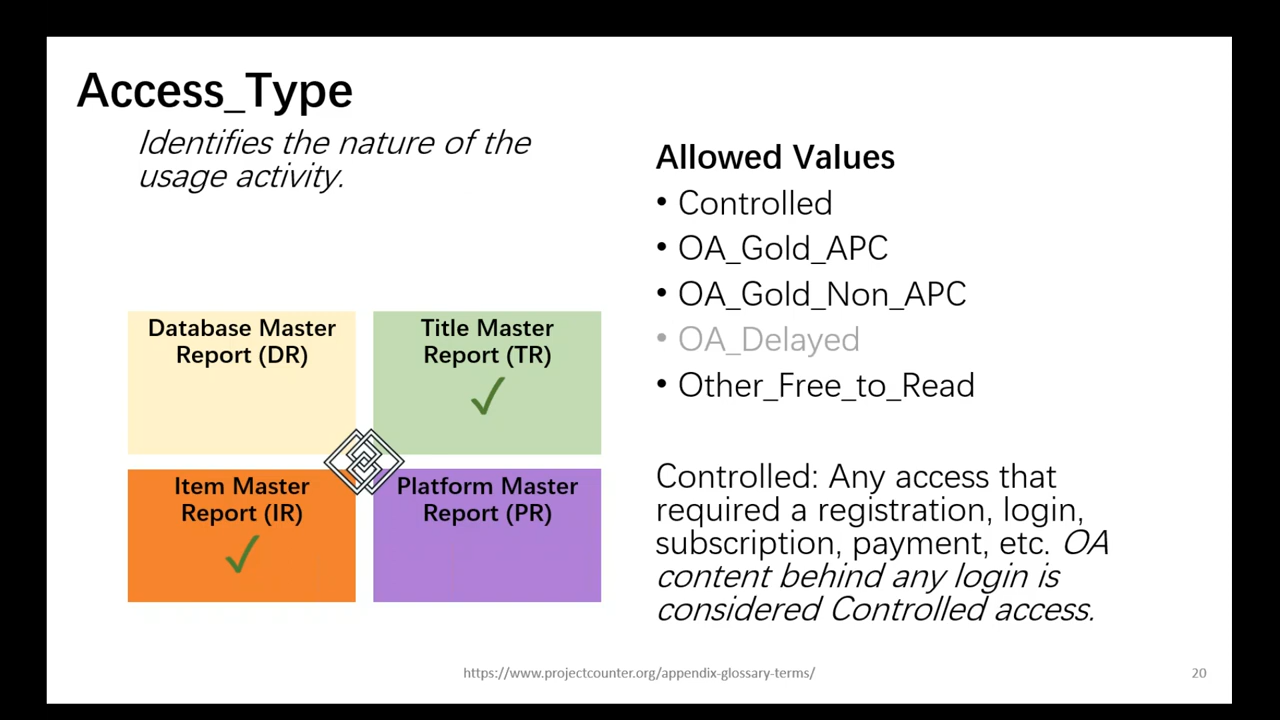 Access_Type
Identifies the nature of the
usage activity.
Database Master
Report (DR)
Title Master
Report (TR)
✓
Item Master
Report (IR)
✓
Platform Master
Report (PR)
Allowed Values
• Controlled
• OA_Gold_APC
• OA_Gold_Non_APC
• OA_Delayed
• Other_Free_to_Read
Controlled: Any access that
required a registration, login,
subscription, payment, etc. OA
content behind any login is
considered Controlled access.
https://www.projectcounter.org/appendix-glossary-terms/
20